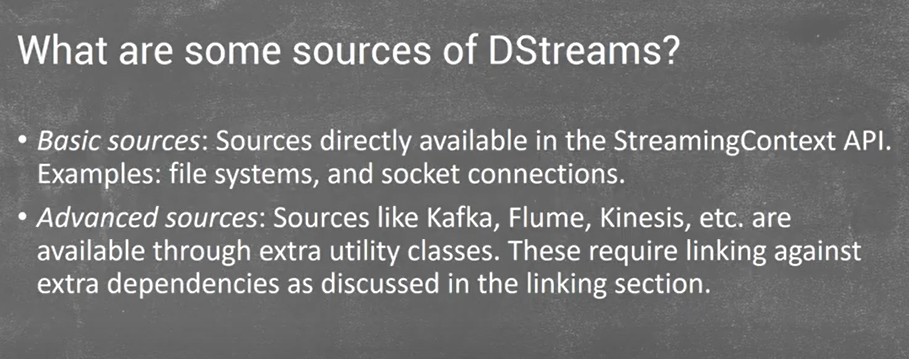 What are some sources of DStreams?
• Basic sources: Sources directly available in the StreamingContext API.
Examples: file systems, and socket connections.
• Advanced sources: Sources like Kafka, Flume, Kinesis, etc. are
available through extra utility classes. These require linking against
extra dependencies as discussed in the linking section.